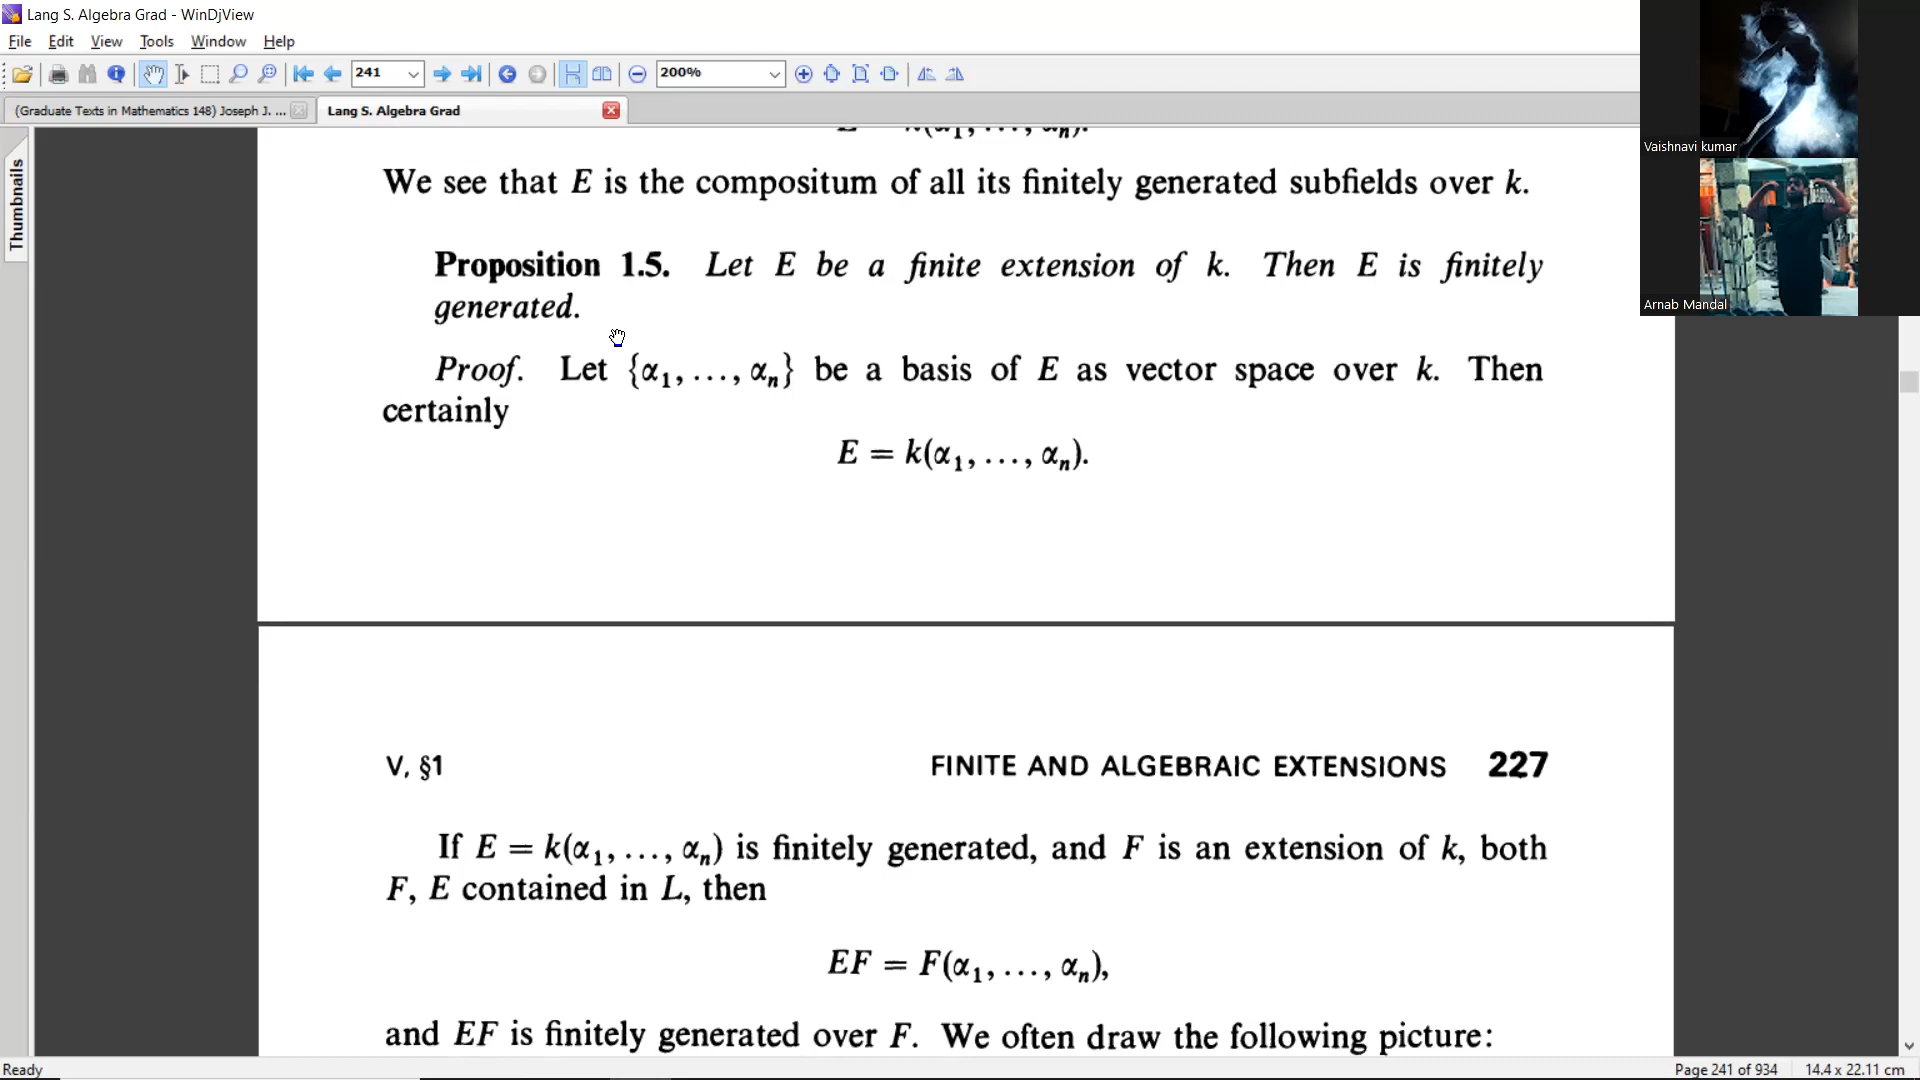 Lang S. Algebra Grad - WinDjView
File Edit View Tools Window Help
241 200%
(Graduate Texts in Mathematics 148) Joseph J. ... Lang S. Algebra Grad
Thumbnails
We see that E is the compositum of all its finitely generated subfields over k.
Proposition 1.5. Let E be a finite extension of k. Then E is finitely
generated.
Proof. Let {α₁, ..., αₙ} be a basis of E as vector space over k. Then
certainly
E = k(α₁, ..., αₙ).
V, §1 FINITE AND ALGEBRAIC EXTENSIONS 227
If E = k(α₁, ..., αₙ) is finitely generated, and F is an extension of k, both
F, E contained in L, then
EF = F(α₁, ..., αₙ),
and EF is finitely generated over F. We often draw the following picture:
Vaishnavi kumar
Arnab Mandal
Ready Page 241 of 934 14.4 x 22.11 cm